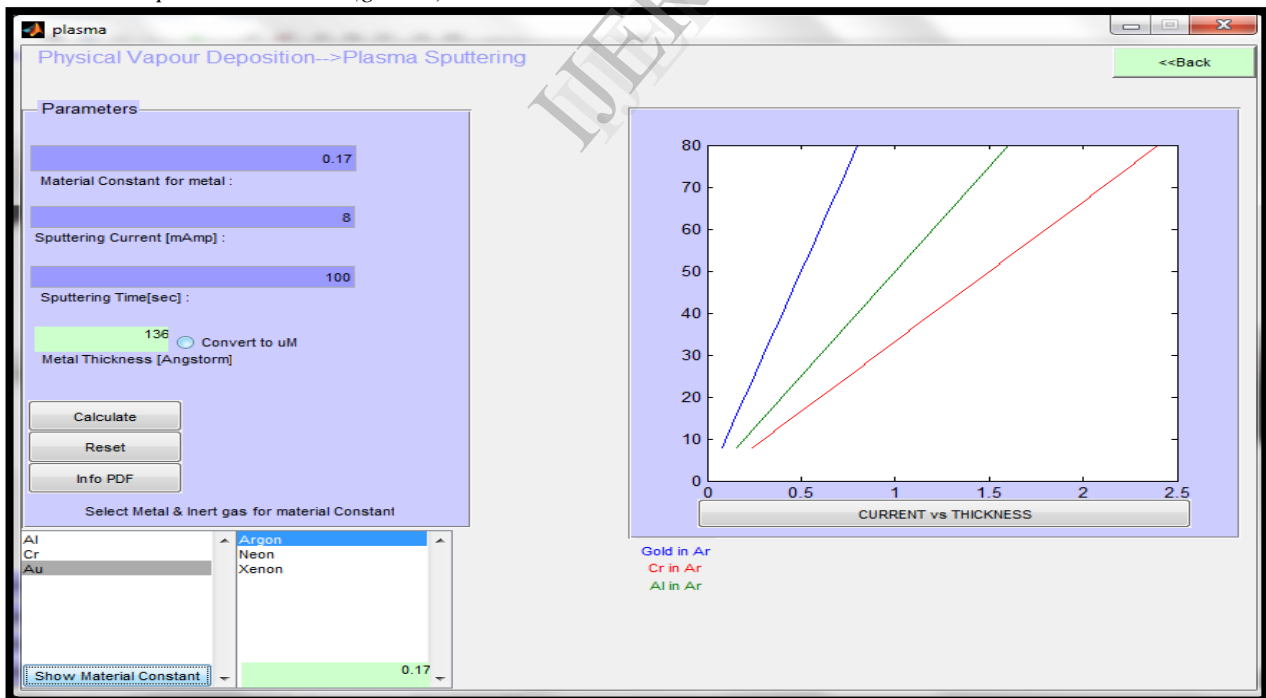 plasma
Physical Vapour Deposition-->Plasma Sputtering
<<Back
Parameters
0.17
Material Constant for metal :
8
Sputtering Current [mAmp] :
100
Sputtering Time[sec] :
136
Convert to uM
Metal Thickness [Angstorm]
Calculate
Reset
Info PDF
Select Metal & Inert gas for material Constant
Al
Cr
Au
Argon
Neon
Xenon
Show Material Constant
0.17
80
70
60
50
40
30
20
10
0
0 0.5 1 1.5 2 2.5
CURRENT vs THICKNESS
Gold in Ar
Cr in Ar
Al in Ar